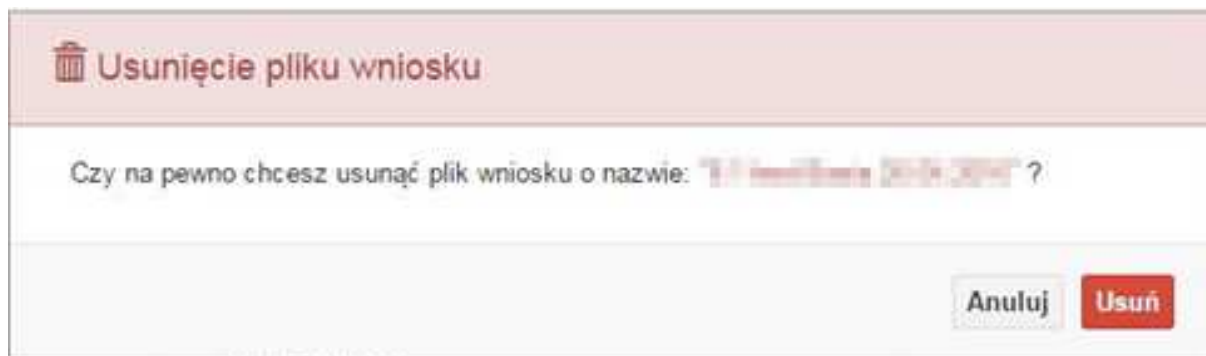 Usunięcie pliku wniosku
Czy na pewno chcesz usunąć plik wniosku o nazwie: " " ?
Anuluj Usuń